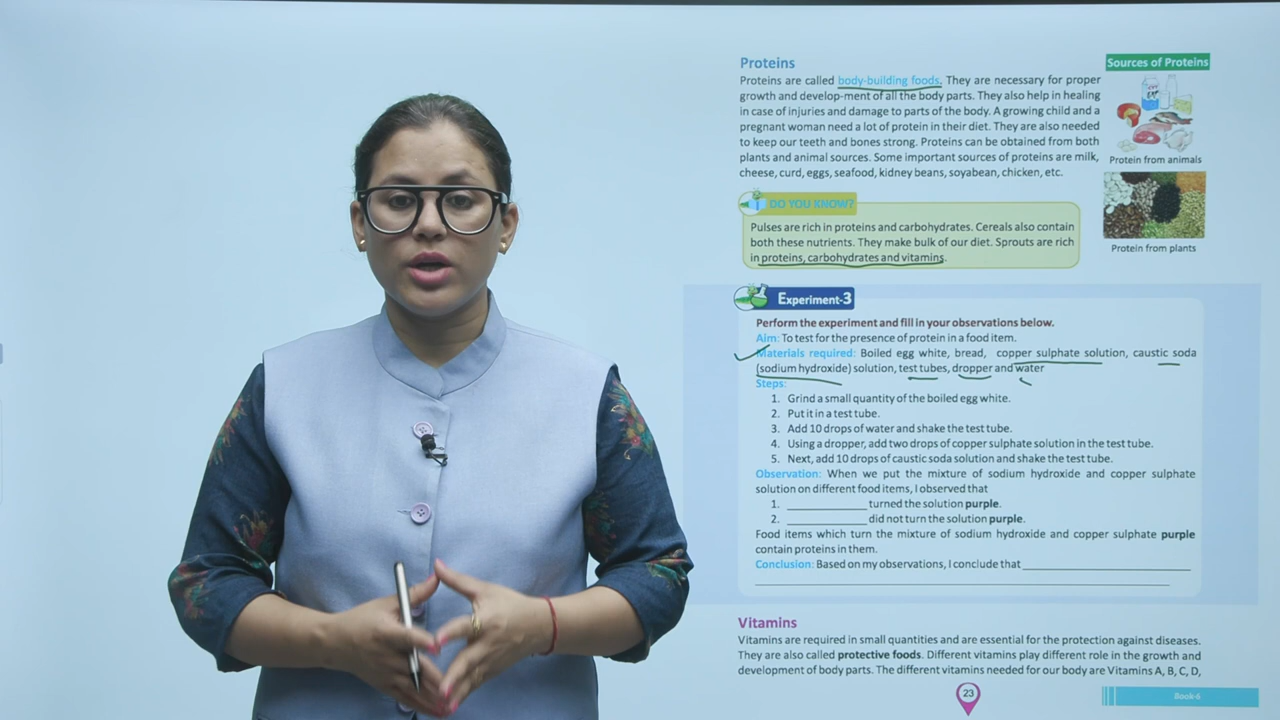 Proteins
Proteins are called body-building foods. They are necessary for proper
growth and develop-ment of all the body parts. They also help in healing
in case of injuries and damage to parts of the body. A growing child and a
pregnant woman need a lot of protein in their diet. They are also needed
to keep our teeth and bones strong. Proteins can be obtained from both
plants and animal sources. Some important sources of proteins are milk,
cheese, curd, eggs, seafood, kidney beans, soyabean, chicken, etc.
Sources of Proteins
Protein from animals
Protein from plants
DO YOU KNOW?
Pulses are rich in proteins and carbohydrates. Cereals also contain
both these nutrients. They make bulk of our diet. Sprouts are rich
in proteins, carbohydrates and vitamins.
Experiment-3
Perform the experiment and fill in your observations below.
Aim: To test for the presence of protein in a food item.
Materials required: Boiled egg white, bread, copper sulphate solution, caustic soda
(sodium hydroxide) solution, test tubes, dropper and water
Steps:
1. Grind a small quantity of the boiled egg white.
2. Put it in a test tube.
3. Add 10 drops of water and shake the test tube.
4. Using a dropper, add two drops of copper sulphate solution in the test tube.
5. Next, add 10 drops of caustic soda solution and shake the test tube.
Observation: When we put the mixture of sodium hydroxide and copper sulphate
solution on different food items, I observed that
1. ____________ turned the solution purple.
2. ____________ did not turn the solution purple.
Food items which turn the mixture of sodium hydroxide and copper sulphate purple
contain proteins in them.
Conclusion: Based on my observations, I conclude that ____________
Vitamins
Vitamins are required in small quantities and are essential for the protection against diseases.
They are also called protective foods. Different vitamins play different role in the growth and
development of body parts. The different vitamins needed for our body are Vitamins A, B, C, D,
23
Book-6